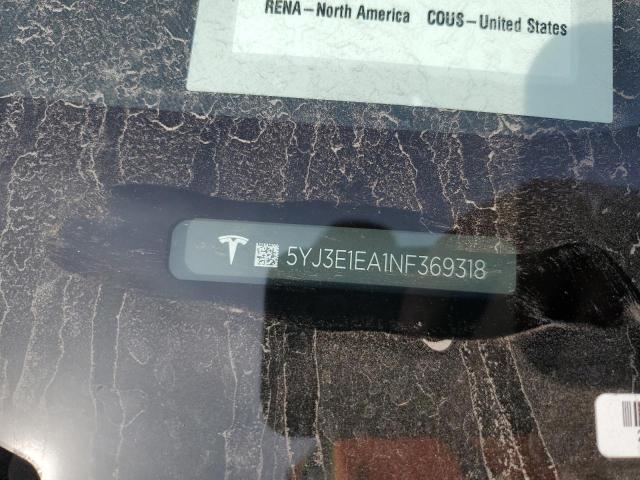 RENA–North America COUS–United States
5YJ3E1EA1NF369318